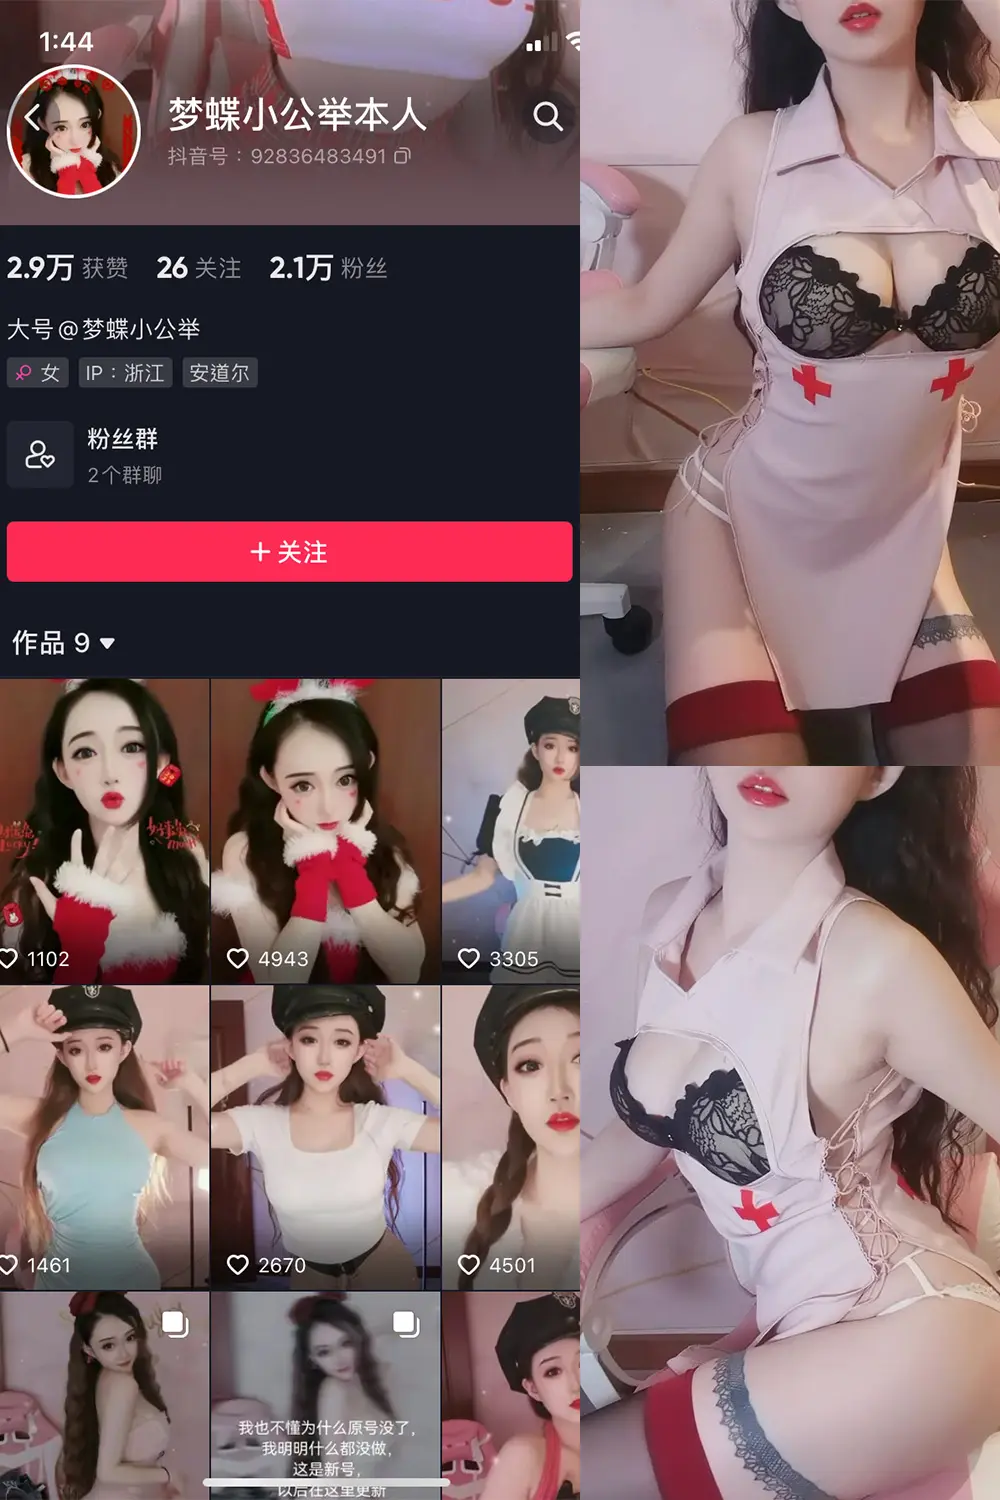 1:44
梦蝶小公举本人
抖音号：92836483491
2.9万 获赞 26 关注 2.1万 粉丝
大号@梦蝶小公举
女 IP：浙江 安道尔
粉丝群
2个群聊
+ 关注
作品 9
1102 4943 3305
1461 2670 4501
我也不懂为什么原号没了，
我明明什么都没做，
这是新号，
以后在这里更新